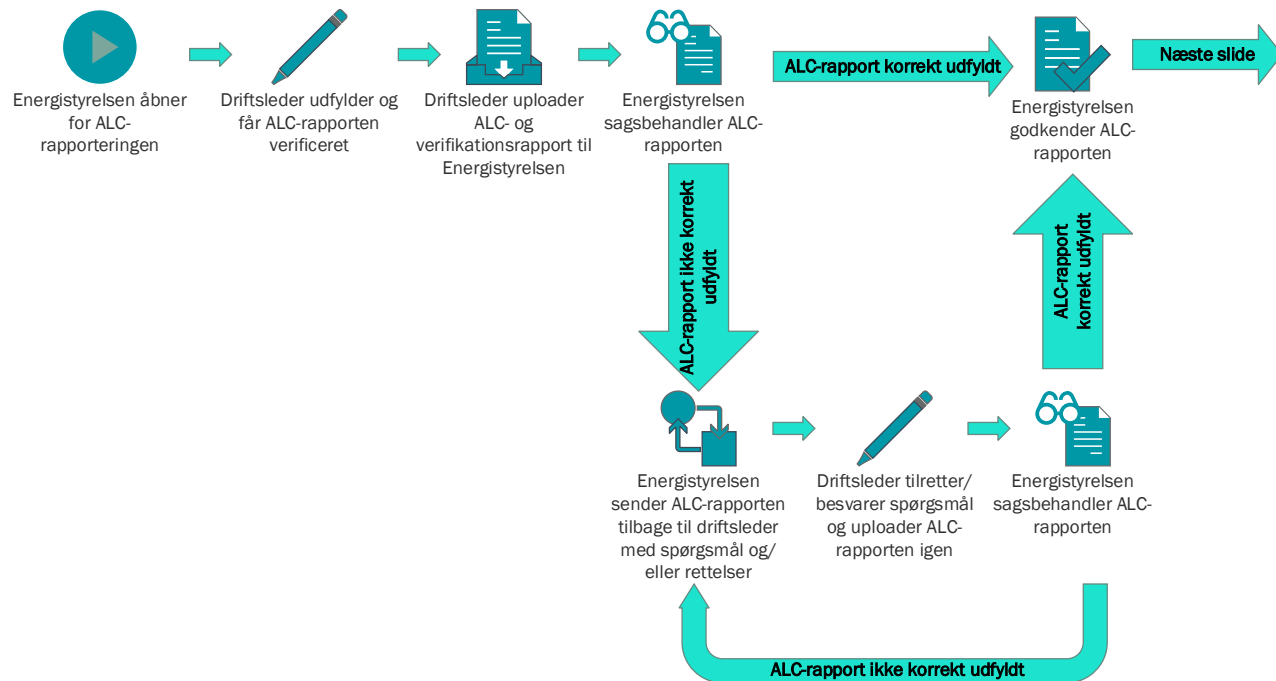 Energistyrelsen åbner
for ALC-
rapporteringen
Driftsleder udfylder og
får ALC-rapporten
verificeret
Driftsleder uploader
ALC- og
verifikationsrapport til
Energistyrelsen
Energistyrelsen
sagsbehandler ALC-
rapporten
ALC-rapport korrekt udfyldt
Energistyrelsen
godkender ALC-
rapporten
Næste slide
ALC-rapport ikke korrekt
udfyldt
ALC-rapport
korrekt udfyldt
Energistyrelsen
sender ALC-rapporten
tilbage til driftsleder
med spørgsmål og/
eller rettelser
Driftsleder tilretter/
besvarer spørgsmål
og uploader ALC-
rapporten igen
Energistyrelsen
sagsbehandler ALC-
rapporten
ALC-rapport ikke korrekt udfyldt